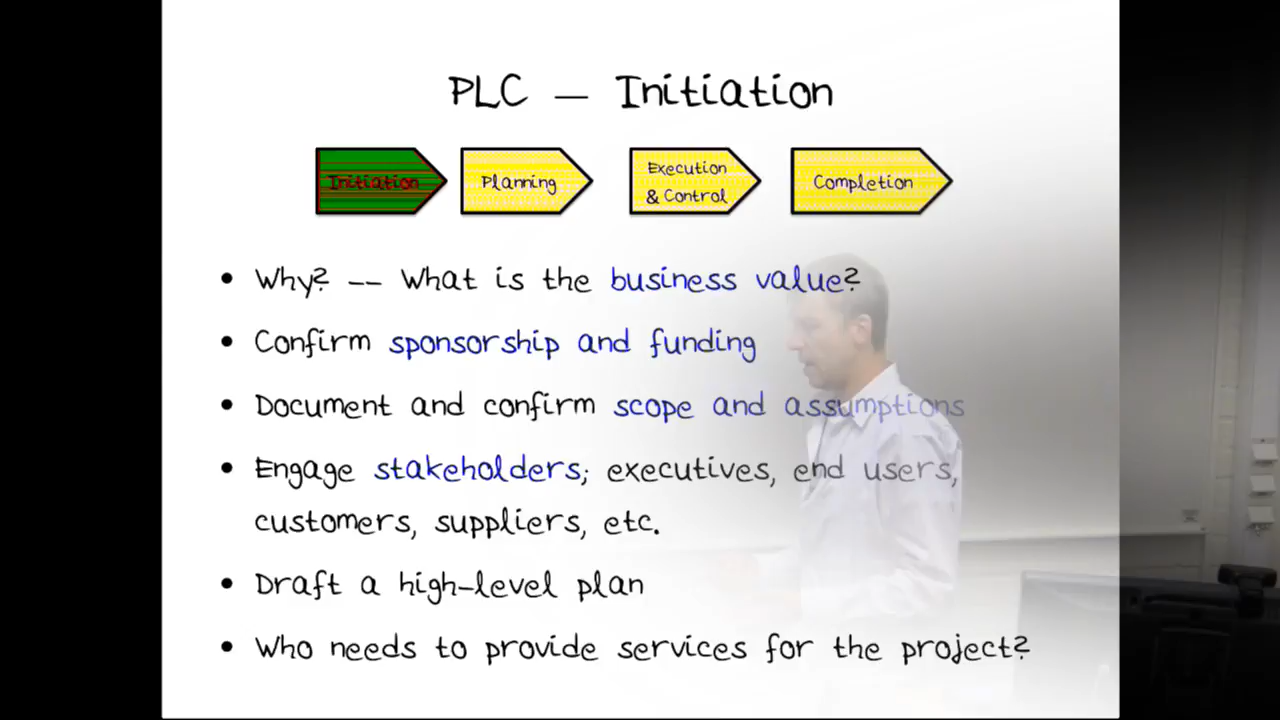 PLC — Initiation
Initiation
Planning
Execution
& Control
Completion
• Why? -- What is the business value?
• Confirm sponsorship and funding
• Document and confirm scope and assumptions
• Engage stakeholders; executives, end users,
customers, suppliers, etc.
• Draft a high-level plan
• Who needs to provide services for the project?